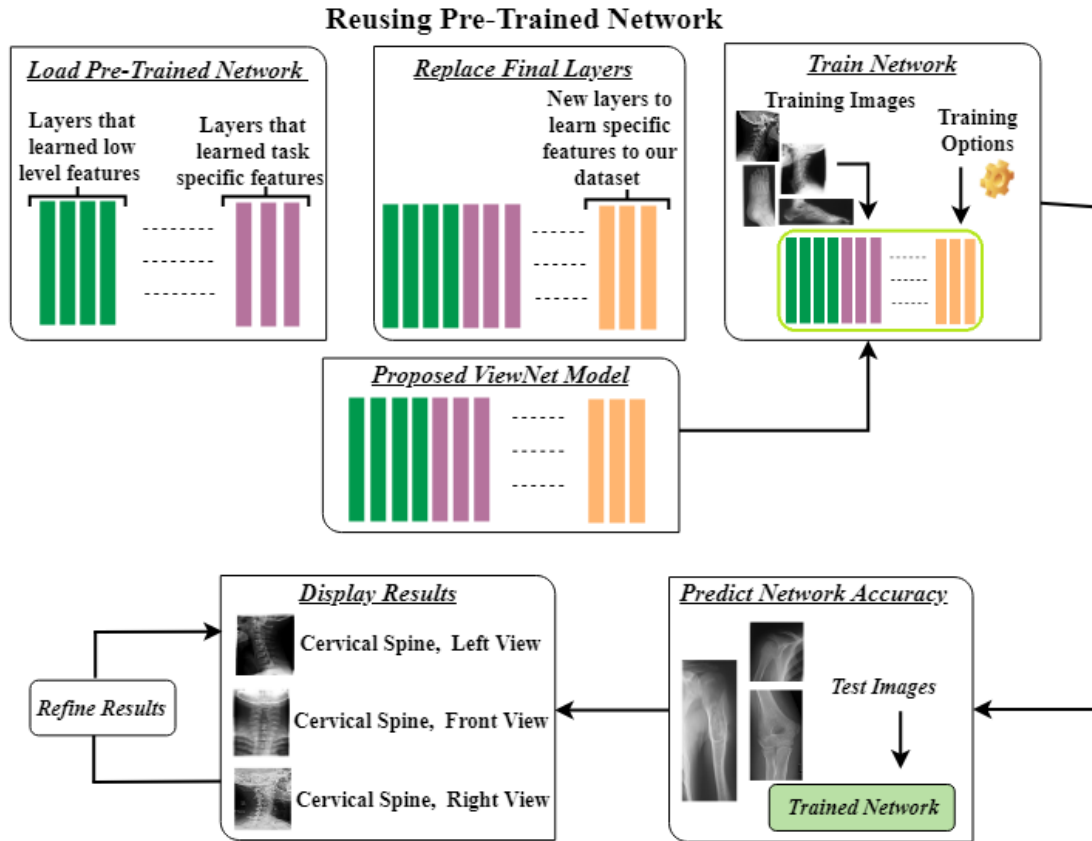 Reusing Pre-Trained Network
Load Pre-Trained Network
Layers that
learned low
level features
Layers that
learned task
specific features
Replace Final Layers
New layers to
learn specific
features to our
dataset
Train Network
Training Images
Training
Options
Proposed ViewNet Model
Display Results
Cervical Spine, Left View
Cervical Spine, Front View
Cervical Spine, Right View
Refine Results
Predict Network Accuracy
Test Images
Trained Network